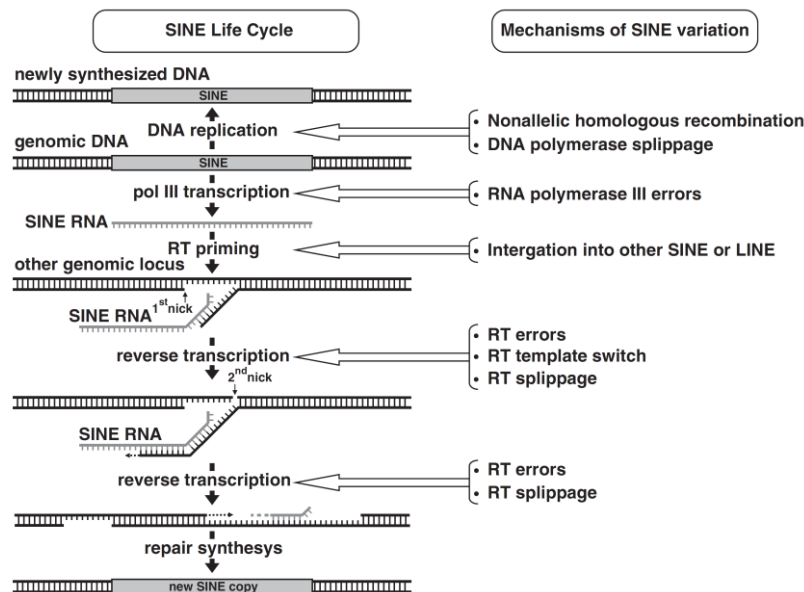 SINE Life Cycle
Mechanisms of SINE variation
newly synthesized DNA
SINE
DNA replication
• Nonallelic homologous recombination
• DNA polymerase splippage
genomic DNA
SINE
pol III transcription
• RNA polymerase III errors
SINE RNA
RT priming
• Intergation into other SINE or LINE
other genomic locus
1st nick
SINE RNA
reverse transcription
• RT errors
• RT template switch
• RT splippage
2nd nick
SINE RNA
reverse transcription
• RT errors
• RT splippage
repair synthesys
new SINE copy